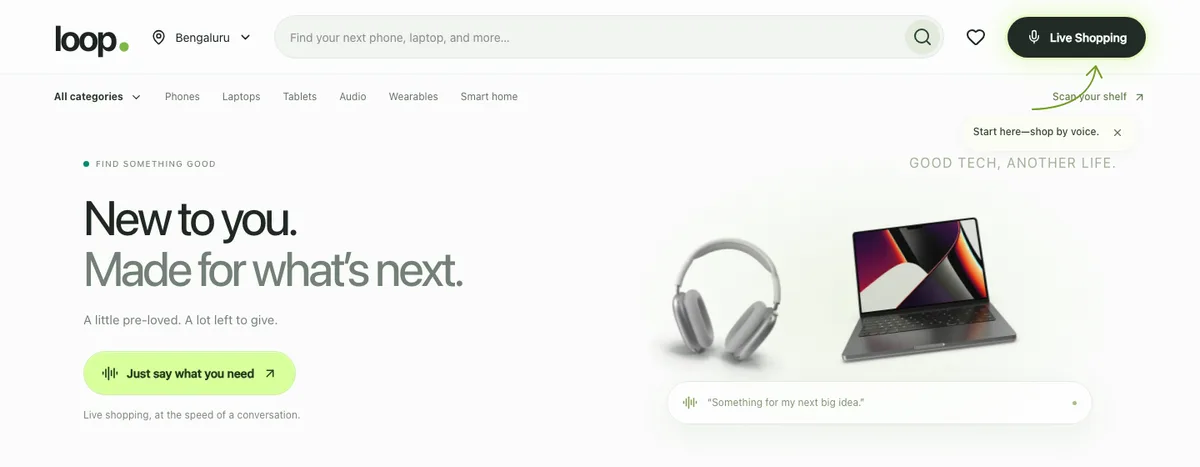 loop.
Bengaluru
Find your next phone, laptop, and more...
Live Shopping
All categories
Phones
Laptops
Tablets
Audio
Wearables
Smart home
Scan your shelf
Start here—shop by voice.
FIND SOMETHING GOOD
GOOD TECH, ANOTHER LIFE.
New to you.
Made for what’s next.
A little pre-loved. A lot left to give.
Just say what you need
Live shopping, at the speed of a conversation.
“Something for my next big idea.”